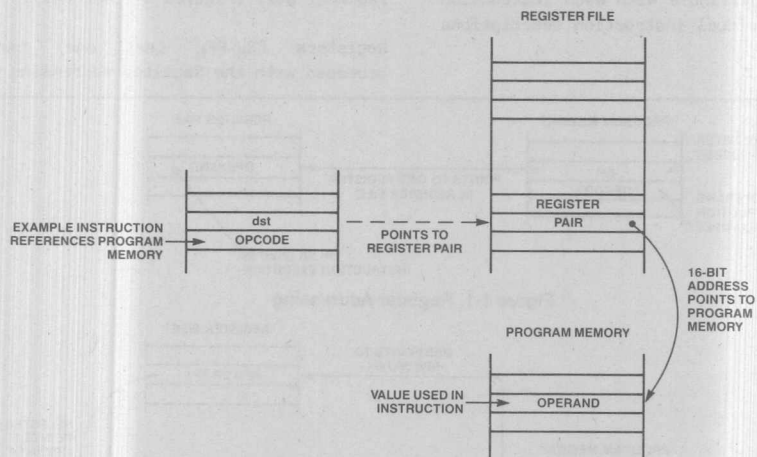 REGISTER FILE
EXAMPLE INSTRUCTION
REFERENCES PROGRAM
MEMORY
dst
OPCODE
POINTS TO
REGISTER PAIR
REGISTER
PAIR
16-BIT
ADDRESS
POINTS TO
PROGRAM
MEMORY
PROGRAM MEMORY
VALUE USED IN
INSTRUCTION
OPERAND